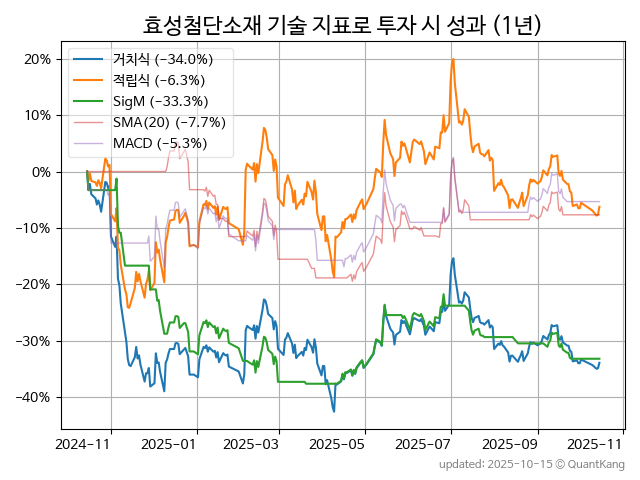 효성첨단소재 기술 지표로 투자 시 성과 (1년)
거치식 (−34.0%)
적립식 (−6.3%)
SigM (−33.3%)
SMA(20) (−7.7%)
MACD (−5.3%)
20%
10%
0%
−10%
−20%
−30%
−40%
2024−11 2025−01 2025−03 2025−05 2025−07 2025−09 2025−11
updated: 2025-10-15 © QuantKang